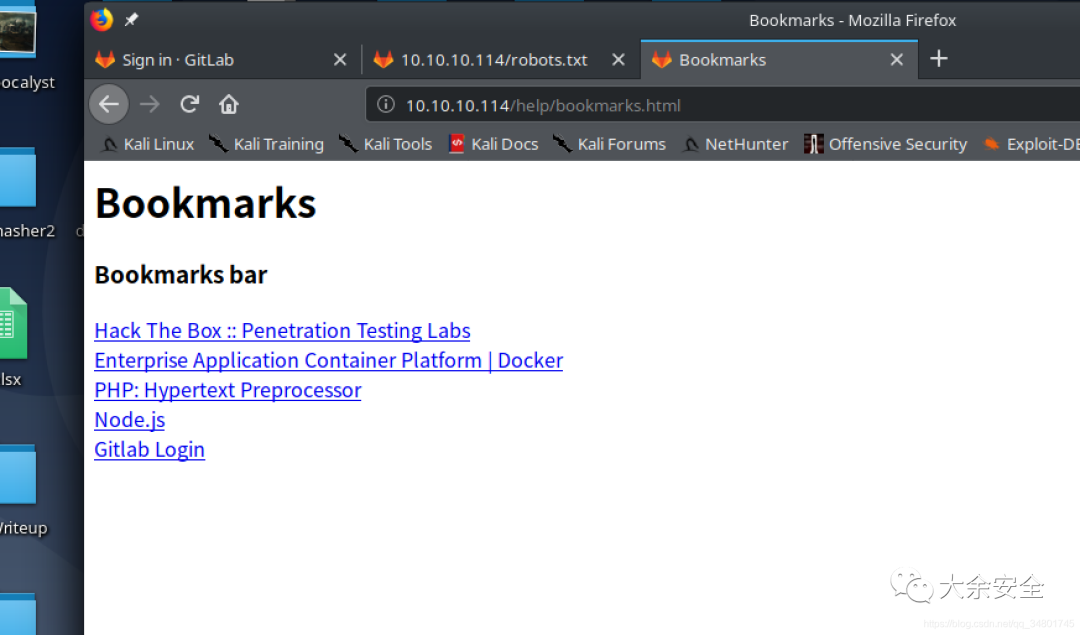 Bookmarks - Mozilla Firefox
Sign in · GitLab
10.10.10.114/robots.txt
Bookmarks
10.10.10.114/help/bookmarks.html
Kali Linux Kali Training Kali Tools Kali Docs Kali Forums NetHunter Offensive Security Exploit-DB
ocalyst
asher2
lsx
Writeup
Bookmarks
Bookmarks bar
Hack The Box :: Penetration Testing Labs
Enterprise Application Container Platform | Docker
PHP: Hypertext Preprocessor
Node.js
Gitlab Login
大余安全
https://blog.csdn.net/qq_34801745